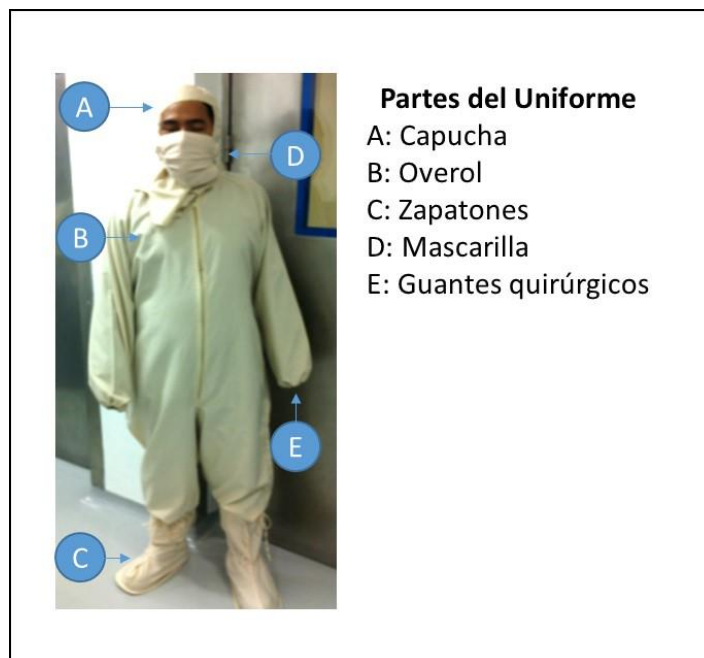 Partes del Uniforme
A: Capucha
B: Overol
C: Zapatones
D: Mascarilla
E: Guantes quirúrgicos
A
D
B
E
C